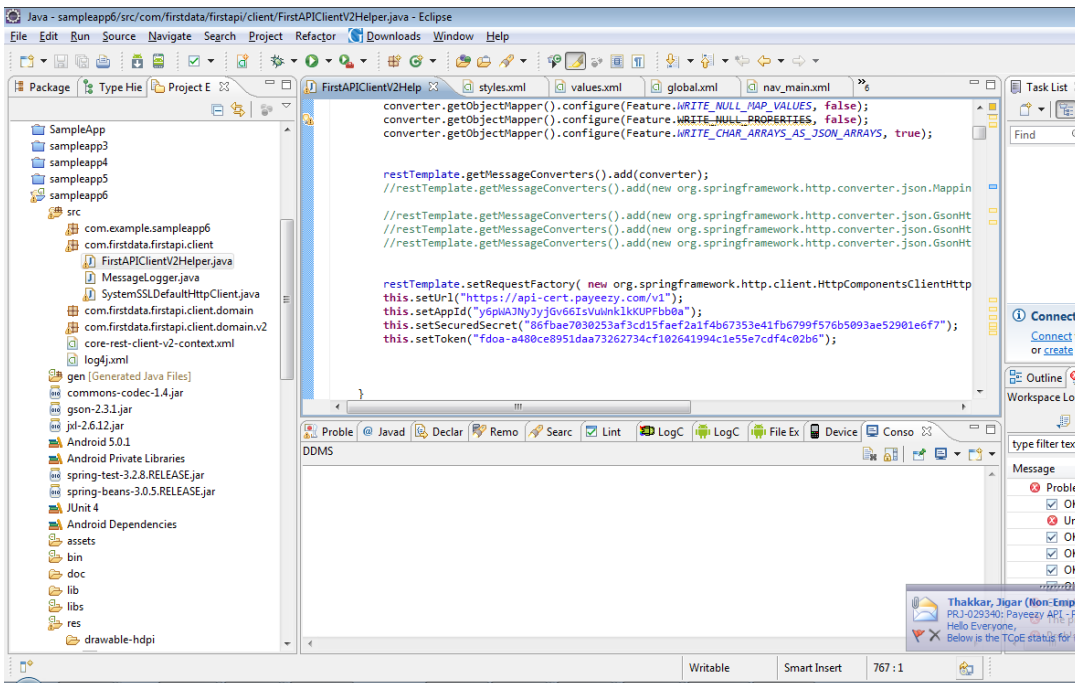 Java - sampleapp6/src/com/firstdata/firstapi/client/FirstAPIClientV2Helper.java - Eclipse
File Edit Run Source Navigate Search Project Refactor Downloads Window Help
Package Type Hie Project E
SampleApp
sampleapp3
sampleapp4
sampleapp5
sampleapp6
src
com.example.sampleapp6
com.firstdata.firstapi.client
FirstAPIClientV2Helper.java
MessageLogger.java
SystemSSLDefaultHttpClient.java
com.firstdata.firstapi.client.domain
com.firstdata.firstapi.client.domain.v2
core-rest-client-v2-context.xml
log4j.xml
gen [Generated Java Files]
commons-codec-1.4.jar
gson-2.3.1.jar
jxl-2.6.12.jar
Android 5.0.1
Android Private Libraries
spring-test-3.2.8.RELEASE.jar
spring-beans-3.0.5.RELEASE.jar
JUnit 4
Android Dependencies
assets
bin
doc
lib
libs
res
drawable-hdpi
FirstAPIClientV2Help styles.xml values.xml global.xml nav_main.xml »6
converter.getObjectMapper().configure(Feature.WRITE_NULL_MAP_VALUES, false);
converter.getObjectMapper().configure(Feature.WRITE_NULL_PROPERTIES, false);
converter.getObjectMapper().configure(Feature.WRITE_CHAR_ARRAYS_AS_JSON_ARRAYS, true);
restTemplate.getMessageConverters().add(converter);
//restTemplate.getMessageConverters().add(new org.springframework.http.converter.json.Mappin
//restTemplate.getMessageConverters().add(new org.springframework.http.converter.json.GsonHt
//restTemplate.getMessageConverters().add(new org.springframework.http.converter.json.GsonHt
//restTemplate.getMessageConverters().add(new org.springframework.http.converter.json.GsonHt
restTemplate.setRequestFactory( new org.springframework.http.client.HttpComponentsClientHttp
this.setUrl("https://api-cert.payeezy.com/v1");
this.setAppId("y6pWAJNyJyjGv66IsVuWnklkKUPFbb0a");
this.setSecuredSecret("86fbae7030253af3cd15faef2a1f4b67353e41fb6799f576b5093ae52901e6f7");
this.setToken("fdoa-a480ce8951daa73262734cf102641994c1e55e7cdf4c02b6");
}
Proble Javad Declar Remo Searc Lint LogC LogC File Ex Device Conso
DDMS
Task List
Find
Connect
Connect
or create
Outline
Workspace Lo
type filter tex
Message
Proble
OK
Un
OK
OK
OK
Thakkar, Jigar (Non-Emp
PRJ-029340: Payeezy API - P
Hello Everyone,
Below is the TCoE status for
Writable Smart Insert 767 : 1